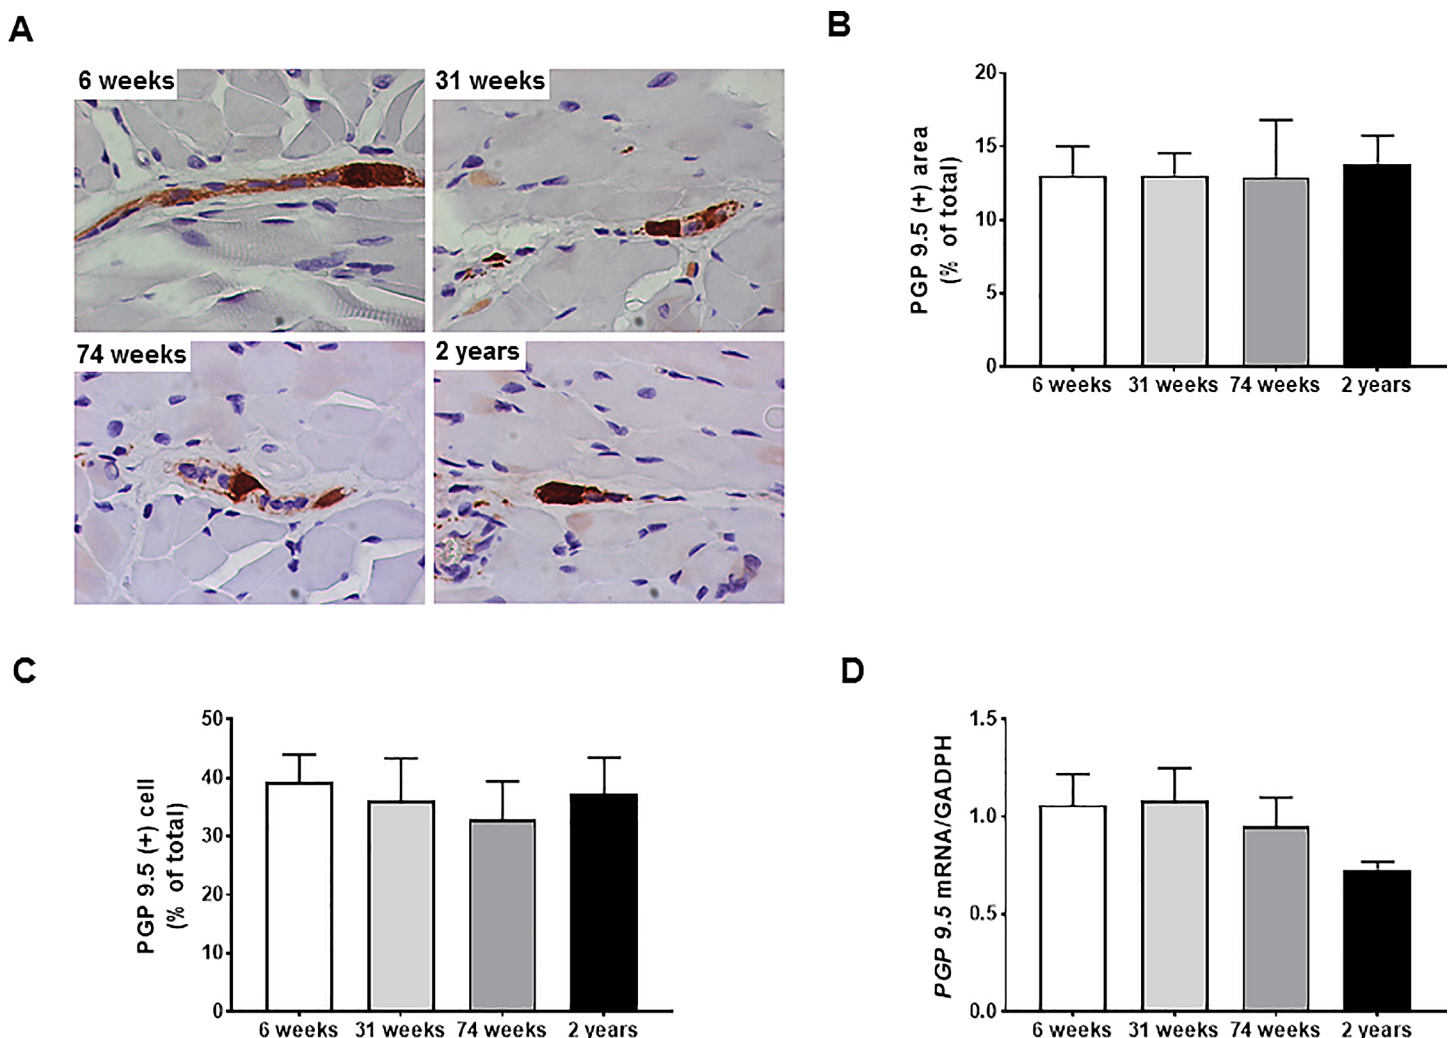 A
6 weeks
31 weeks
74 weeks
2 years
B
PGP 9.5 (+) area
(% of total)
20
15
10
5
0
6 weeks 31 weeks 74 weeks 2 years
C
PGP 9.5 (+) cell
(% of total)
50
40
30
20
10
0
6 weeks 31 weeks 74 weeks 2 years
D
PGP 9.5 mRNA/GADPH
1.5
1.0
0.5
0.0
6 weeks 31 weeks 74 weeks 2 years